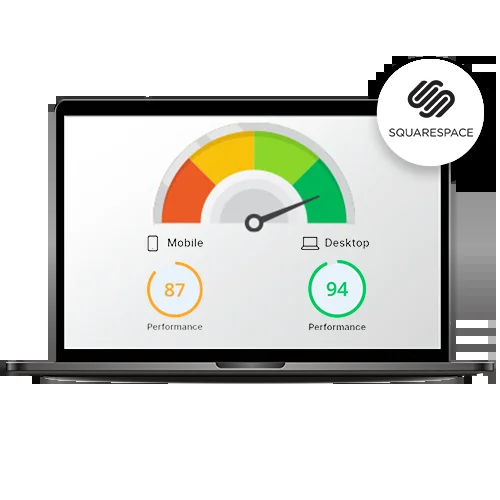 SQUARESPACE
Mobile
Desktop
87
94
Performance
Performance